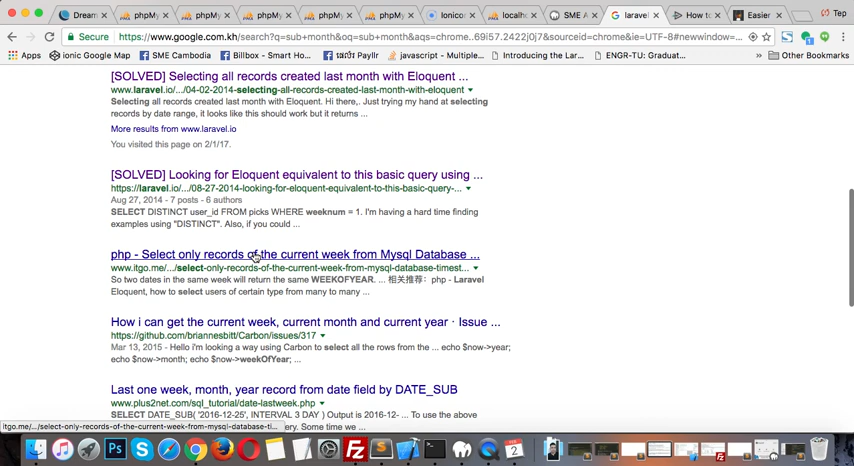 Dream
phpMy
phpMy
phpMy
phpMy
phpMy
Ionico
localh
SME A
laravel
How to
Easier
Tep
Secure
https://www.google.com.kh/search?q=sub+month&oq=sub+month&aqs=chrome..69i57.2422j0j7&sourceid=chrome&ie=UTF-8#newwindow=...
Apps
ionic Google Map
SME Cambodia
Billbox - Smart Ho...
javascript - Multiple...
Introducing the Lar...
ENGR-TU: Graduat...
»
Other Bookmarks
[SOLVED] Selecting all records created last month with Eloquent ...
www.laravel.io/.../04-02-2014-selecting-all-records-created-last-month-with-eloquent
Selecting all records created last month with Eloquent. Hi there,. Just trying my hand at selecting
records by date range, it looks like this should work but it returns ...
More results from www.laravel.io
You visited this page on 2/1/17.
[SOLVED] Looking for Eloquent equivalent to this basic query using ...
https://laravel.io/.../08-27-2014-looking-for-eloquent-equivalent-to-this-basic-query-...
Aug 27, 2014 - 7 posts - 6 authors
SELECT DISTINCT user_id FROM picks WHERE weeknum = 1. I'm having a hard time finding
examples using "DISTINCT". Also, if you could ...
php - Select only records of the current week from Mysql Database ...
www.itgo.me/.../select-only-records-of-the-current-week-from-mysql-database-timest...
So two dates in the same week will return the same WEEKOFYEAR. ... 相关推荐：php - Laravel
Eloquent, how to select users of certain type from many to many ...
How i can get the current week, current month and current year · Issue ...
https://github.com/briannesbitt/Carbon/issues/317
Mar 13, 2015 - Hello i'm looking a way using Carbon to select all the rows from the ... echo $now->year;
echo $now->month; echo $now->weekOfYear; ...
Last one week, month, year record from date field by DATE_SUB
www.plus2net.com/sql_tutorial/date-lastweek.php
SELECT DATE_SUB( '2016-12-25', INTERVAL 3 DAY ) Output is 2016-12- ... To use the above
ery. Some time we ...
itgo.me/.../select-only-records-of-the-current-week-from-mysql-database-ti...
Ps
2